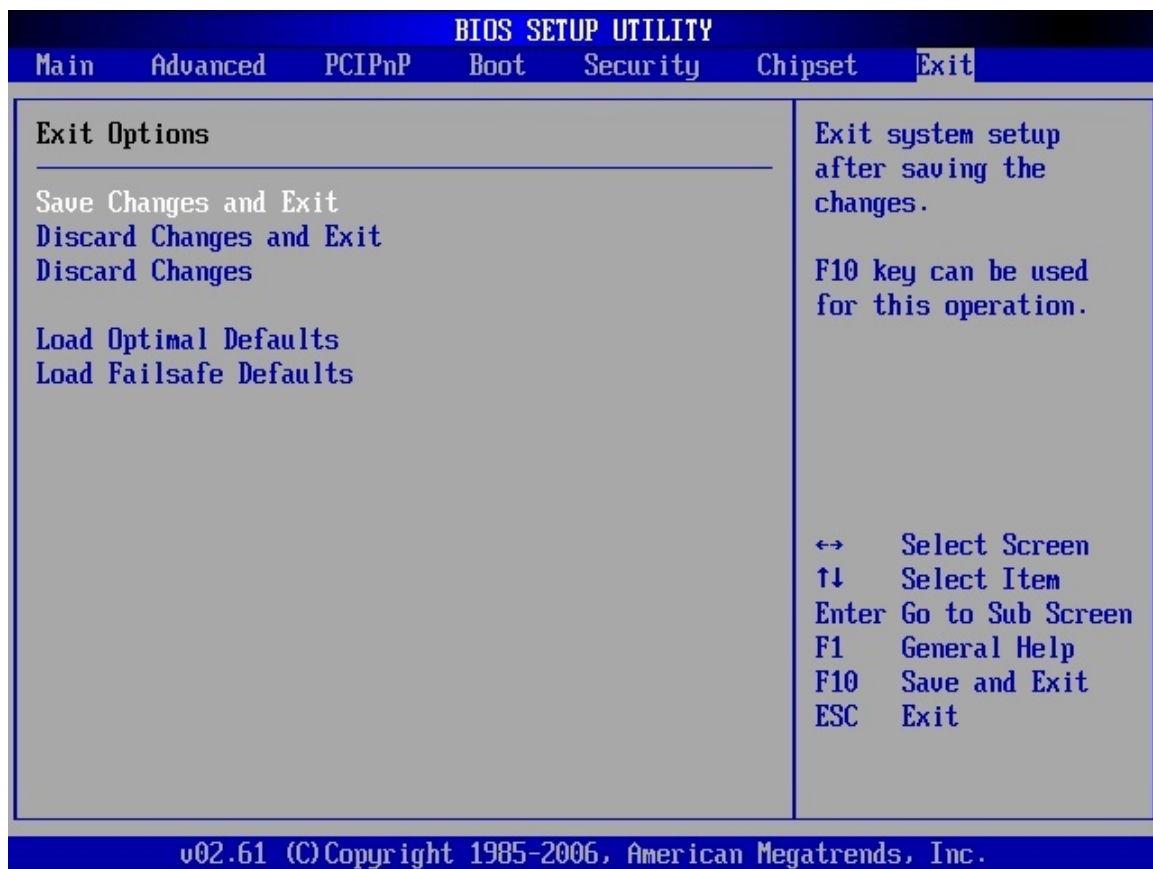 BIOS SETUP UTILITY
Main Advanced PCIPnP Boot Security Chipset Exit
Exit Options
Save Changes and Exit
Discard Changes and Exit
Discard Changes
Load Optimal Defaults
Load Failsafe Defaults
Exit system setup
after saving the
changes.
F10 key can be used
for this operation.
←→ Select Screen
↑↓ Select Item
Enter Go to Sub Screen
F1 General Help
F10 Save and Exit
ESC Exit
v02.61 (C)Copyright 1985-2006, American Megatrends, Inc.